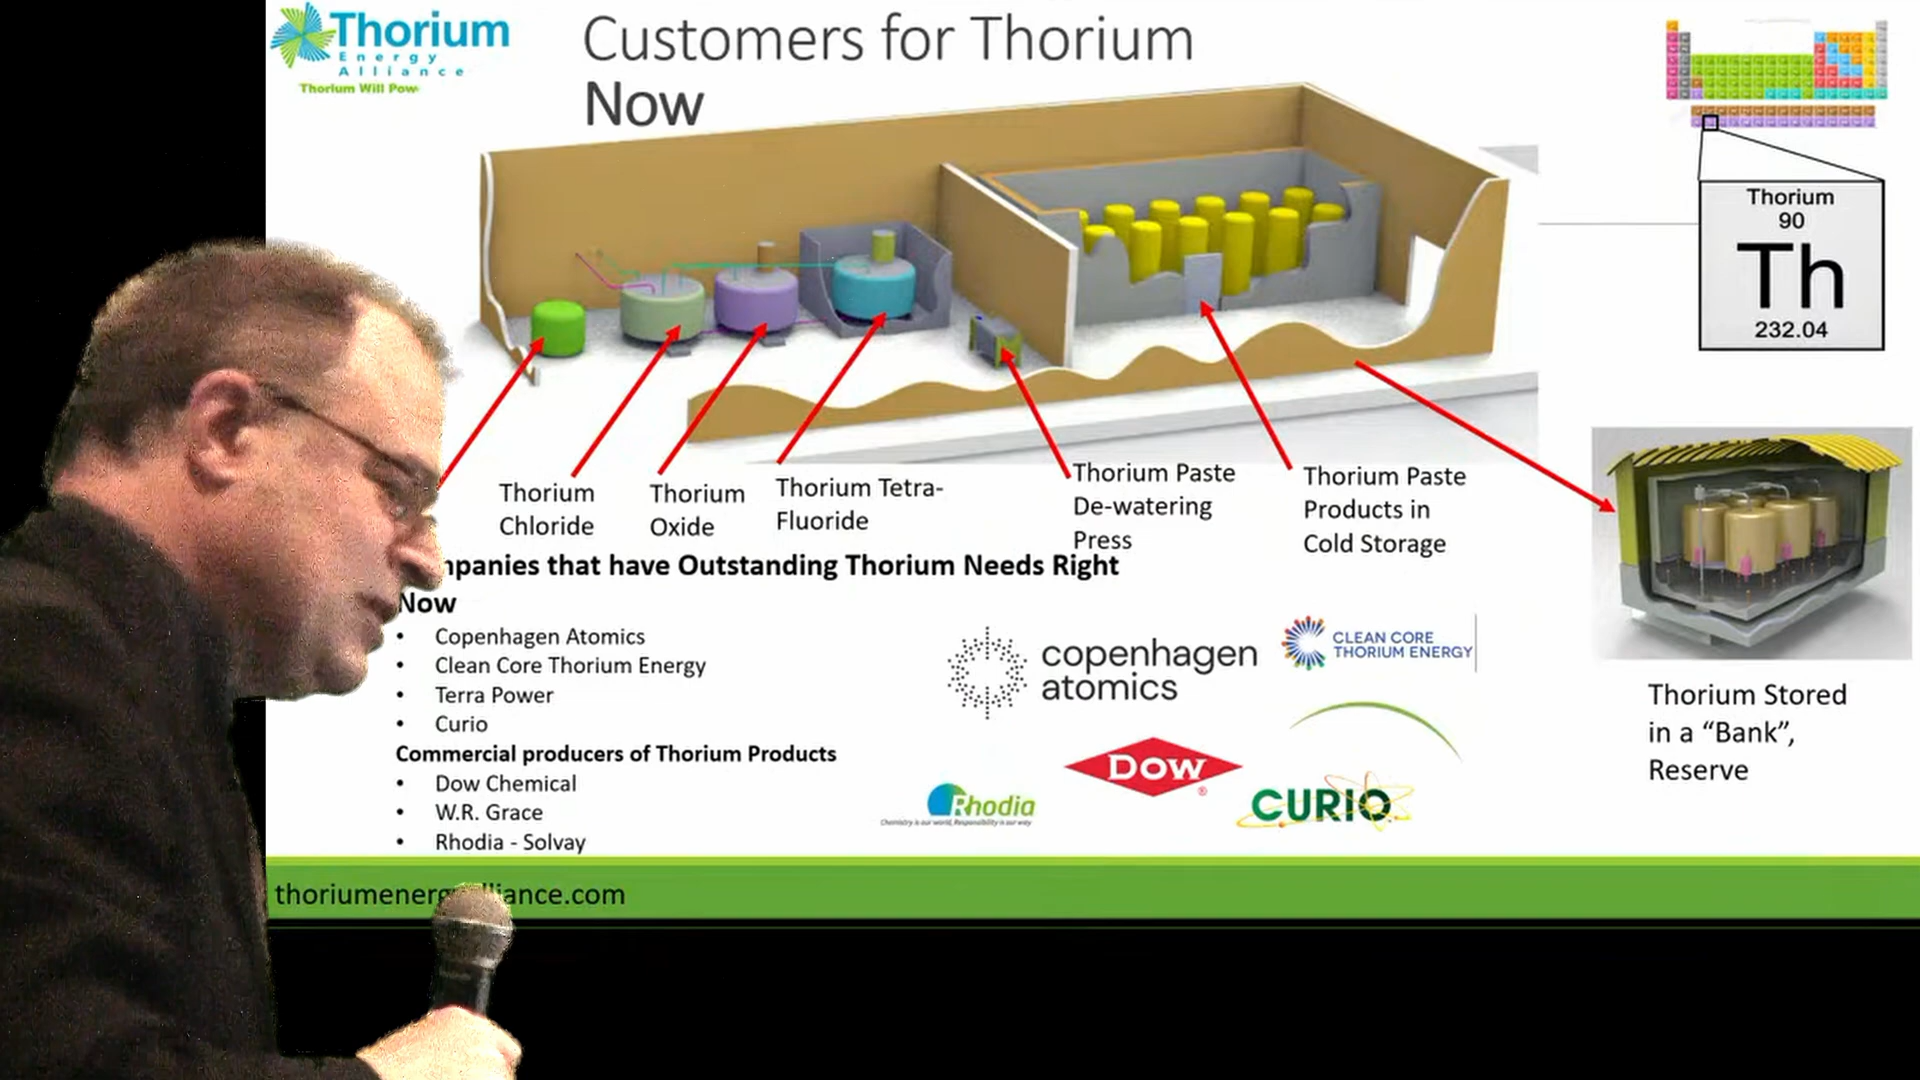 Thorium
Energy
Alliance
Thorium Will Pow
Customers for Thorium
Now
Thorium
90
Th
232.04
Thorium
Chloride
Thorium
Oxide
Thorium Tetra-
Fluoride
Thorium Paste
De-watering
Press
Thorium Paste
Products in
Cold Storage
mpanies that have Outstanding Thorium Needs Right
Now
• Copenhagen Atomics
• Clean Core Thorium Energy
• Terra Power
• Curio
Commercial producers of Thorium Products
• Dow Chemical
• W.R. Grace
• Rhodia - Solvay
copenhagen
atomics
CLEAN CORE
THORIUM ENERGY
Rhodia
Chemistry is our world, Responsibility is our way
DOW
CURIO
Thorium Stored
in a “Bank”,
Reserve
thoriumenerg lliance.com